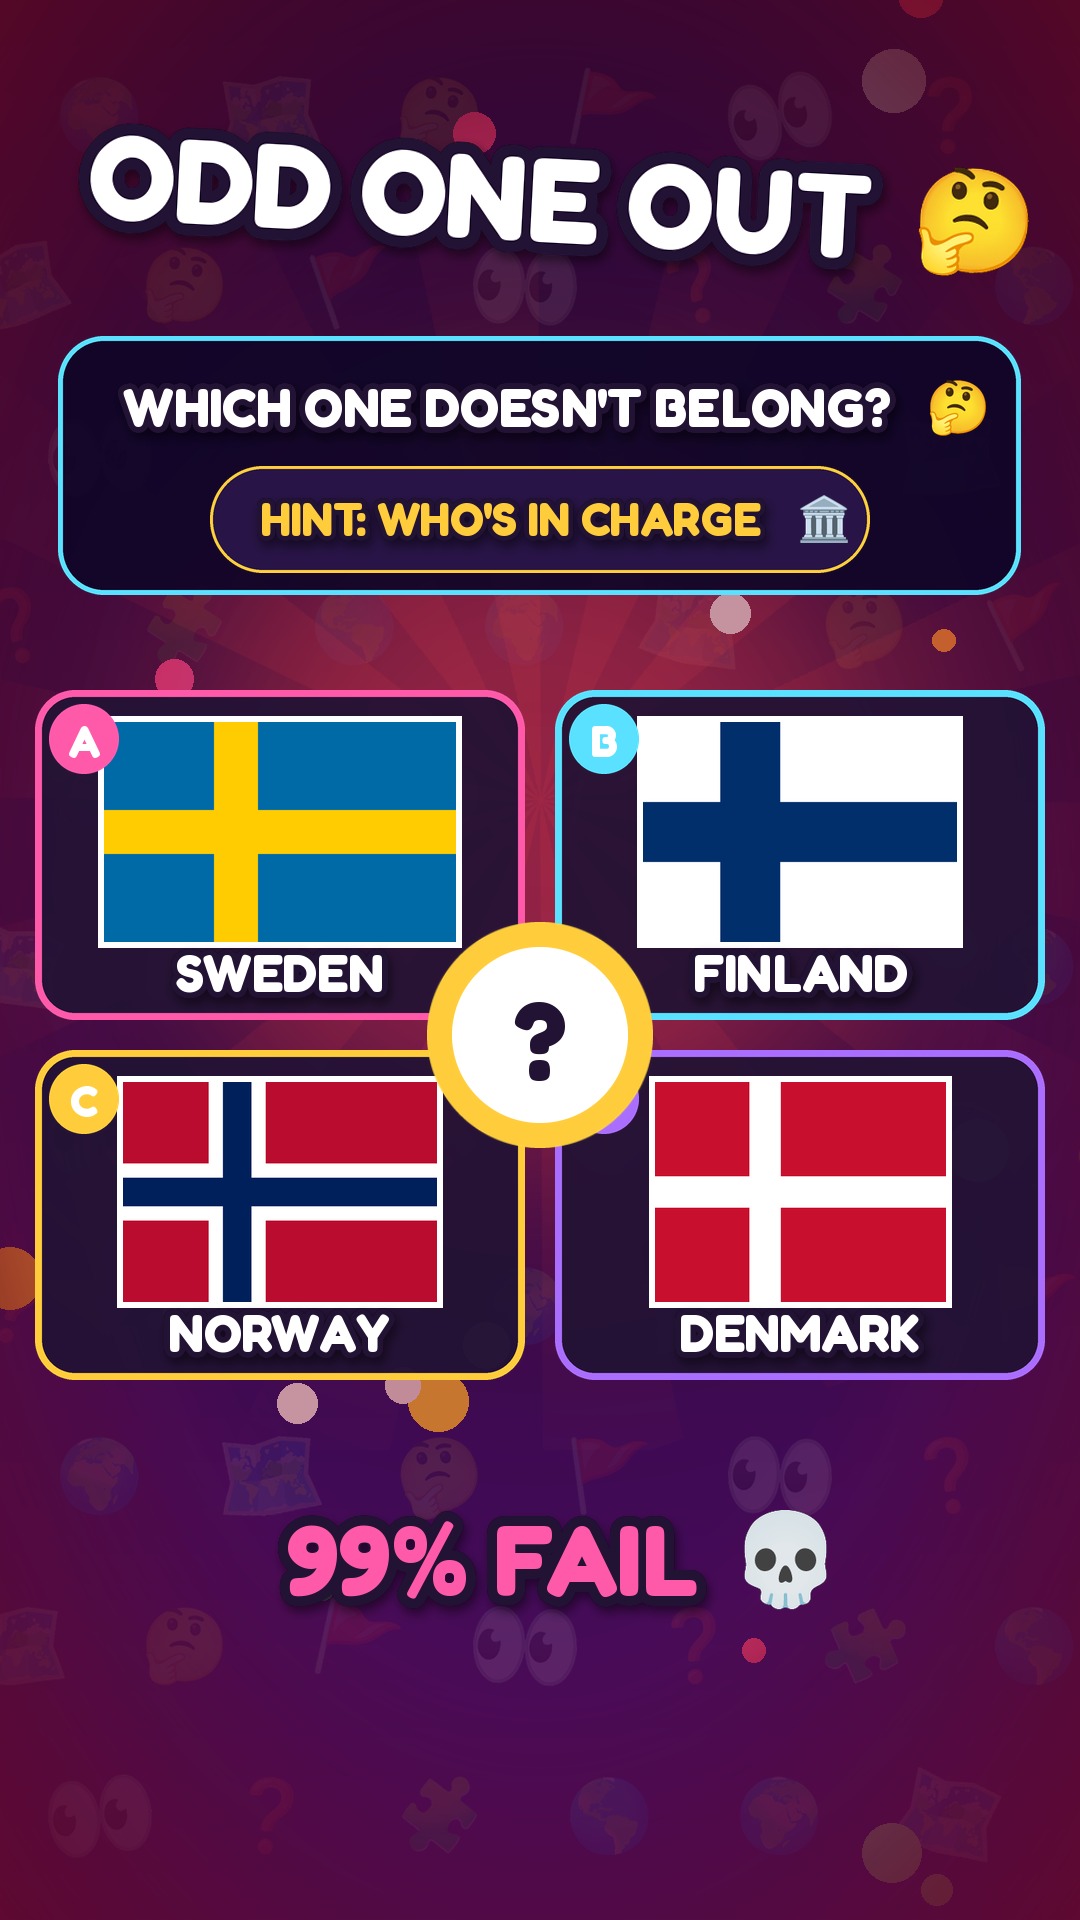 ODD ONE OUT
WHICH ONE DOESN'T BELONG?
HINT: WHO'S IN CHARGE
A
B
SWEDEN
FINLAND
?
C
NORWAY
DENMARK
99% FAIL